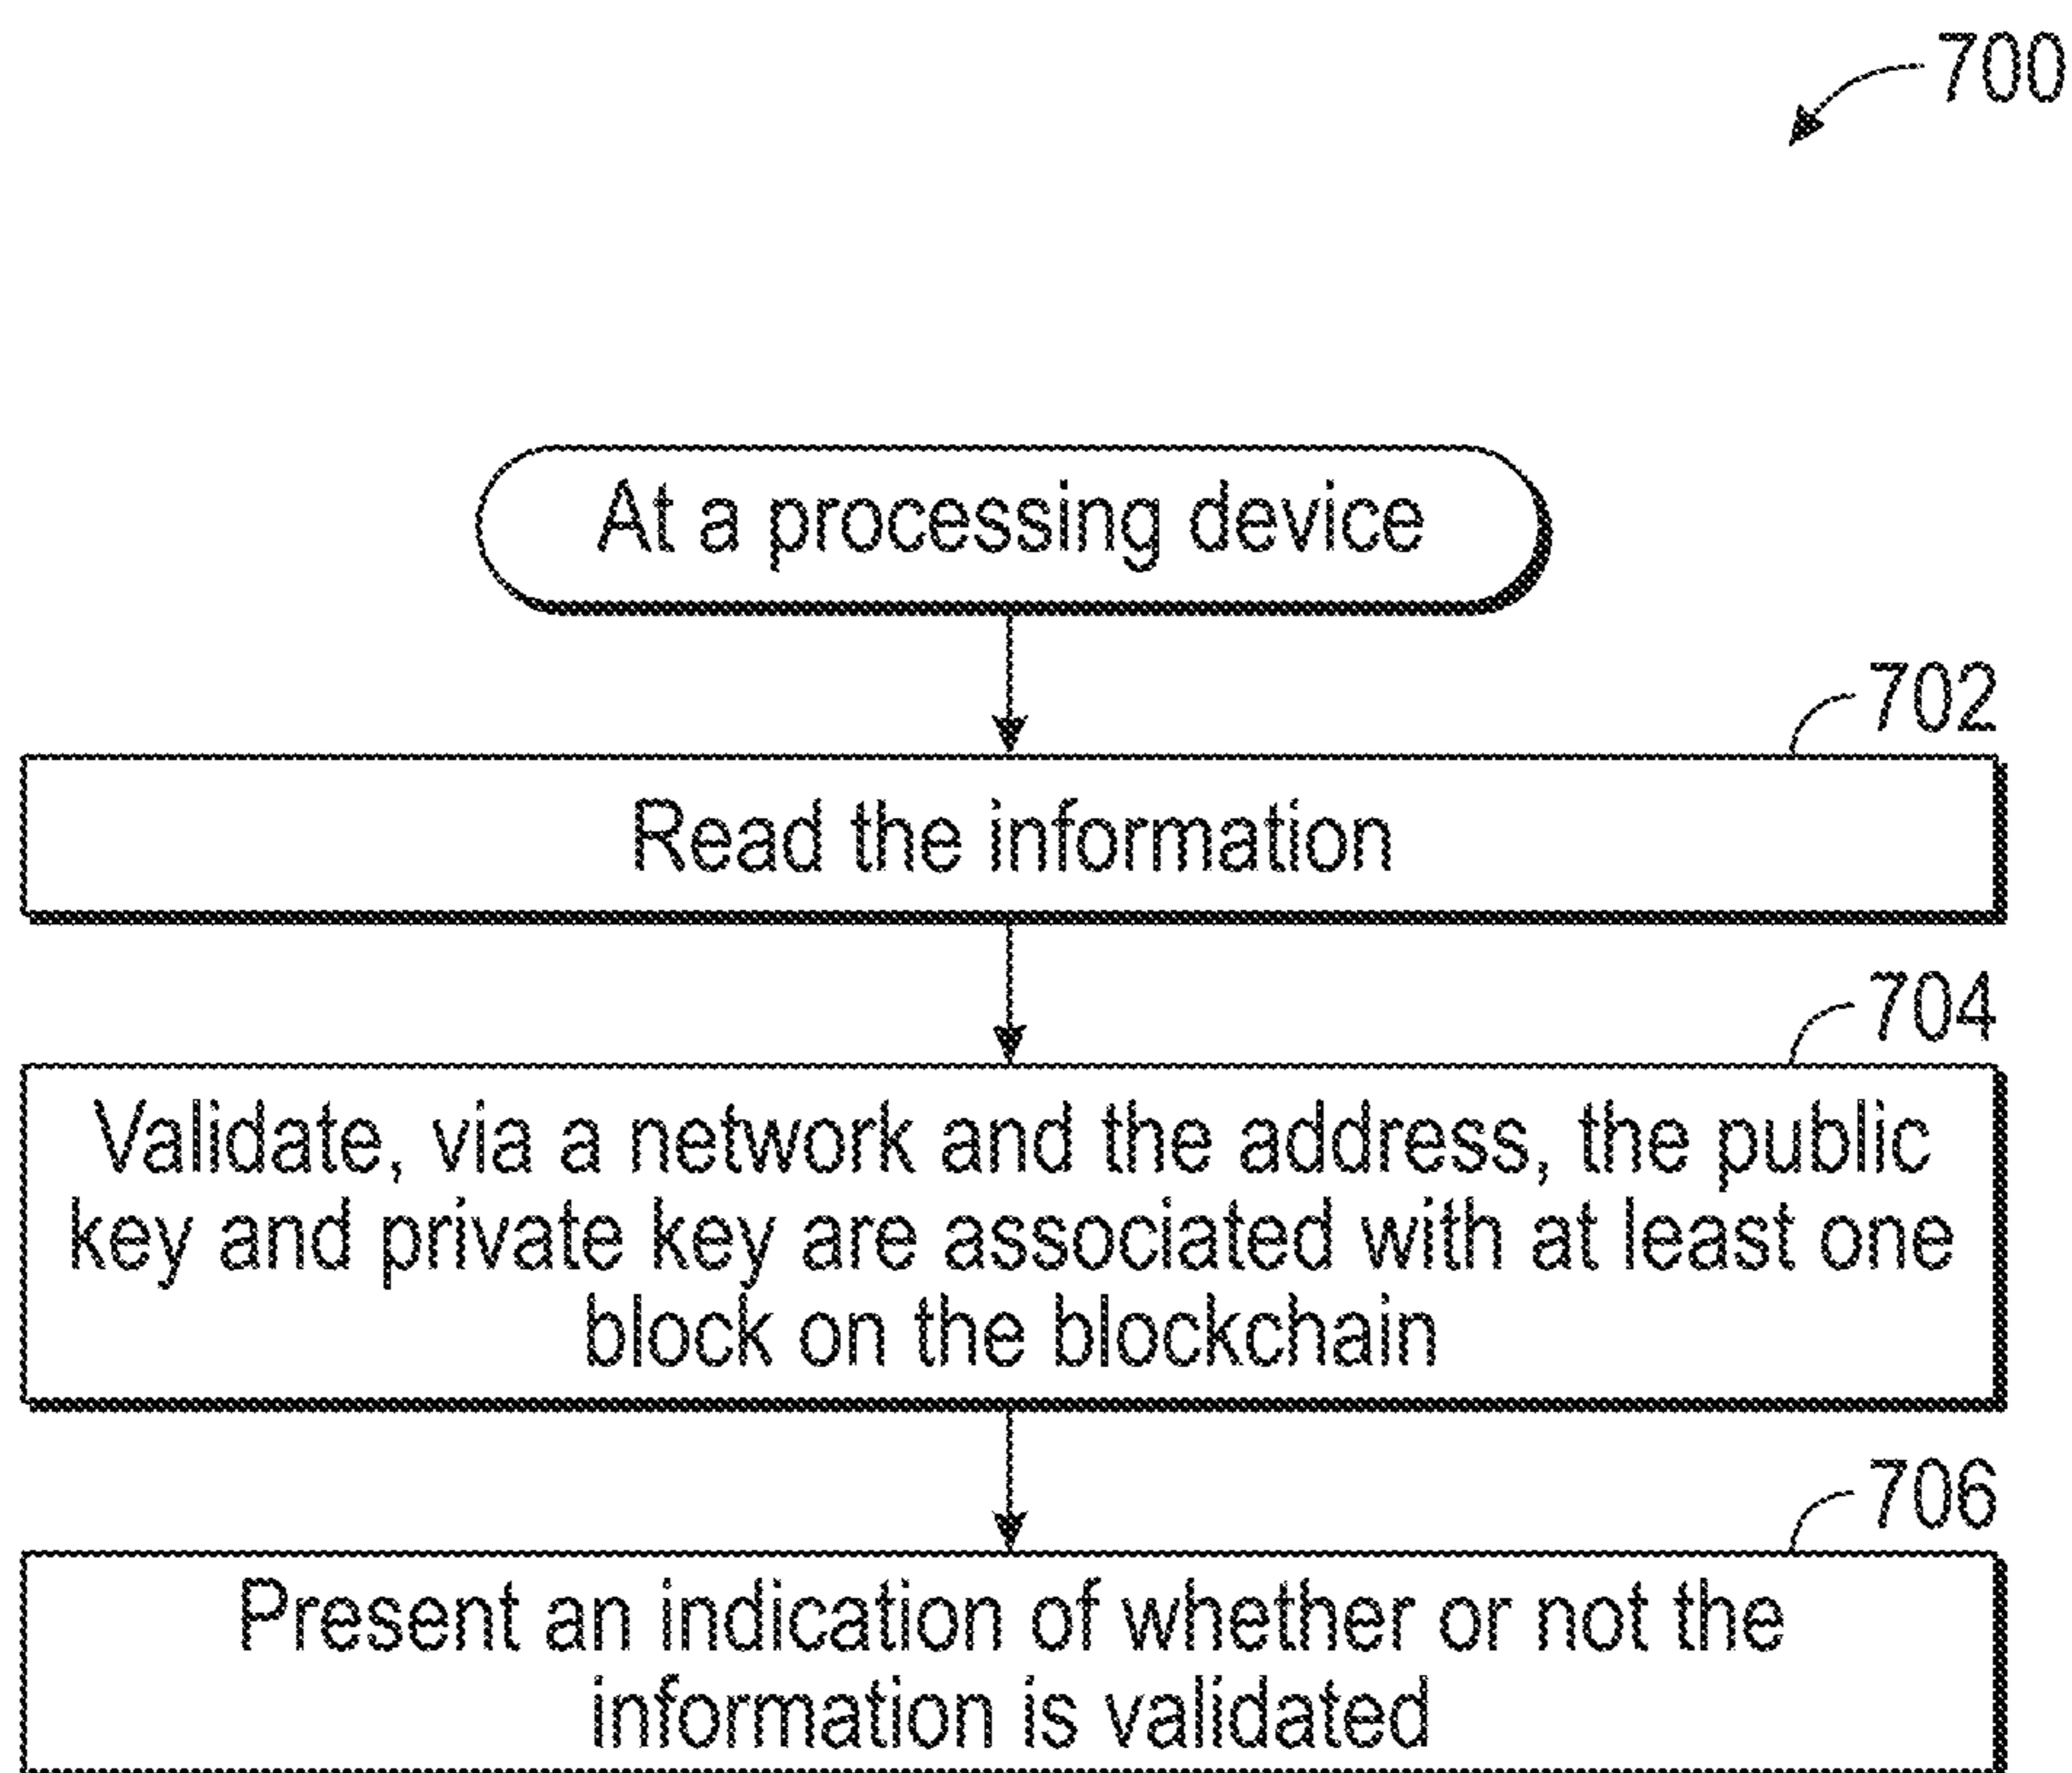 700
At a processing device
702
Read the information
704
Validate, via a network and the address, the public
key and private key are associated with at least one
block on the blockchain
706
Present an indication of whether or not the
information is validated